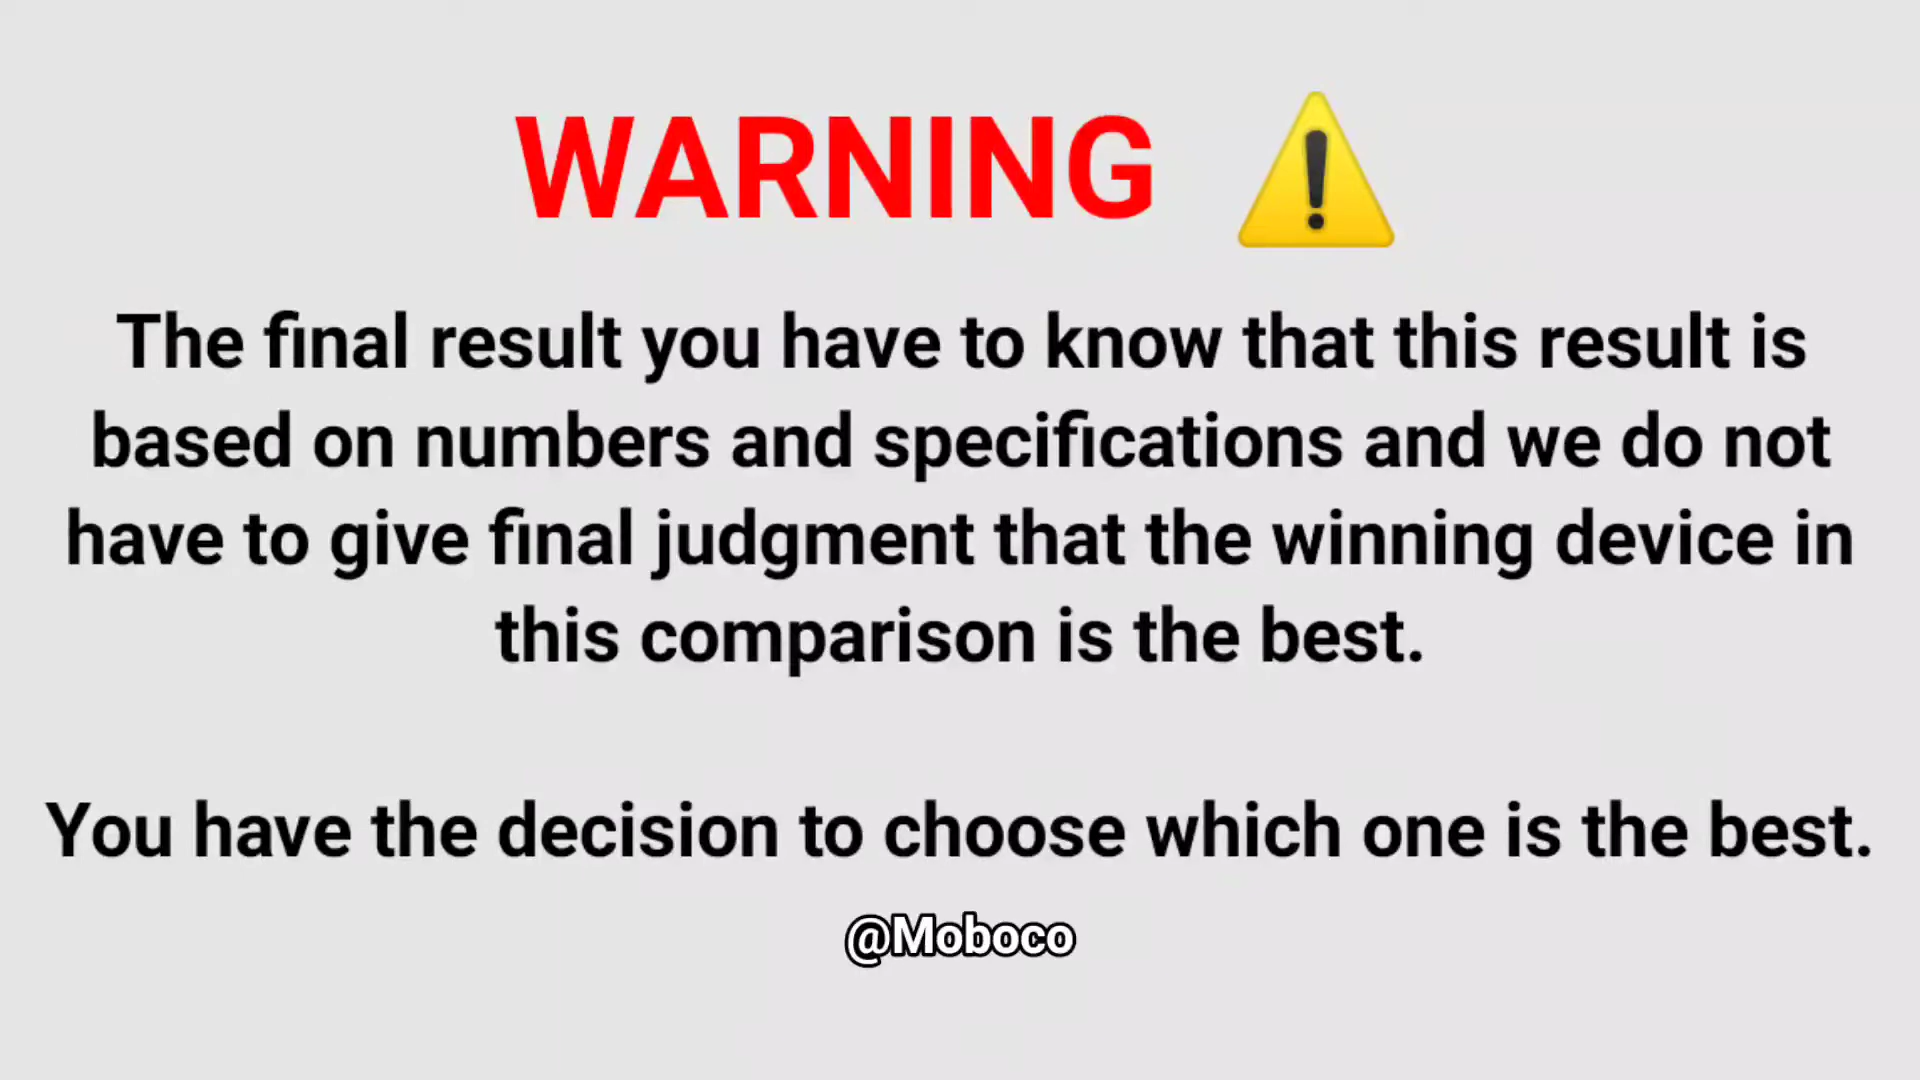 WARNING ⚠️
The final result you have to know that this result is
based on numbers and specifications and we do not
have to give final judgment that the winning device in
this comparison is the best.
You have the decision to choose which one is the best.
@Moboco